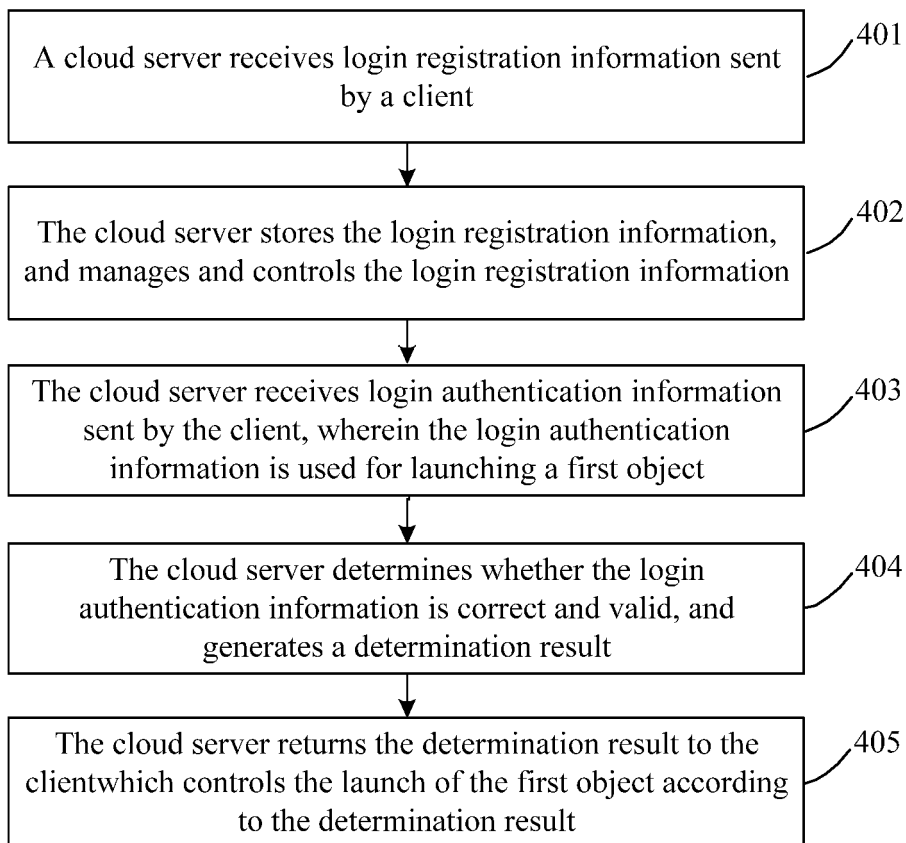 A cloud server receives login registration information sent
by a client
401
The cloud server stores the login registration information,
and manages and controls the login registration information
402
The cloud server receives login authentication information
sent by the client, wherein the login authentication
information is used for launching a first object
403
The cloud server determines whether the login
authentication information is correct and valid, and
generates a determination result
404
The cloud server returns the determination result to the
clientwhich controls the launch of the first object according
to the determination result
405